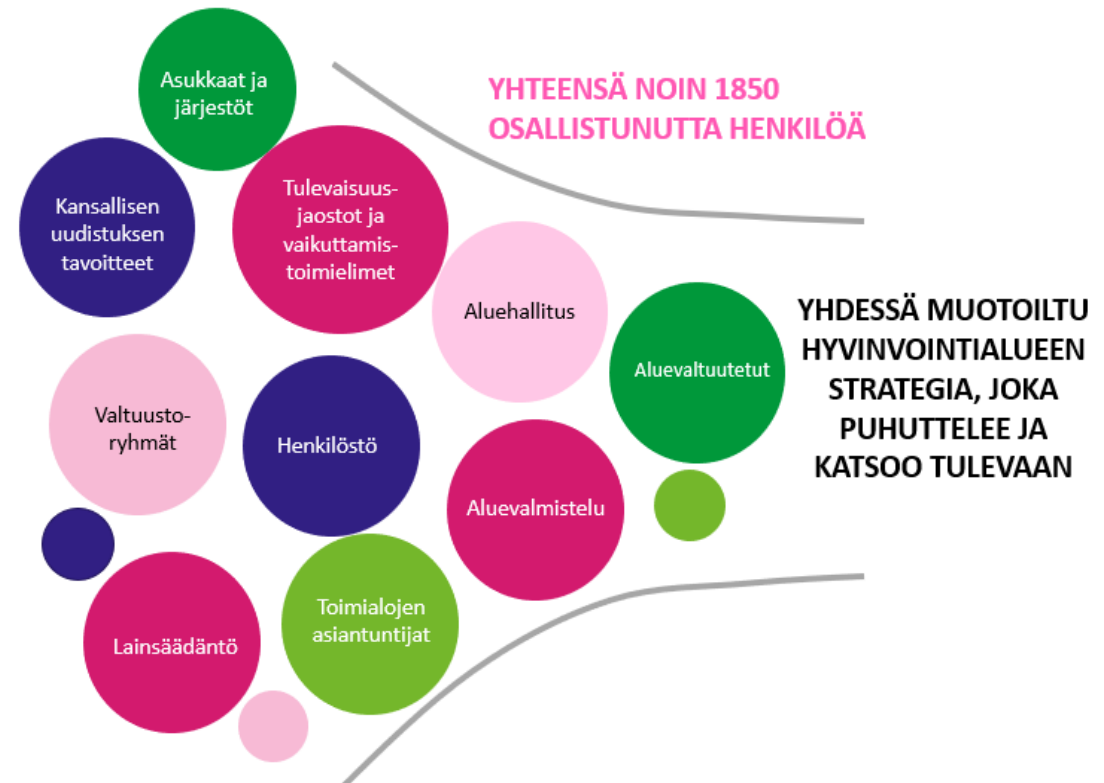 Asukkaat ja
järjestöt
YHTEENSÄ NOIN 1850
OSALLISTUNUTTA HENKILÖÄ
Kansallisen
uudistuksen
tavoitteet
Tulevaisuus-
jaostot ja
vaikuttamis-
toimielimet
Aluehallitus
Aluevaltuutetut
YHDESSÄ MUOTOILTU
HYVINVOINTIALUEEN
STRATEGIA, JOKA
PUHUTTELEE JA
KATSOO TULEVAAN
Valtuusto-
ryhmät
Henkilöstö
Aluevalmistelu
Toimialojen
asiantuntijat
Lainsäädäntö